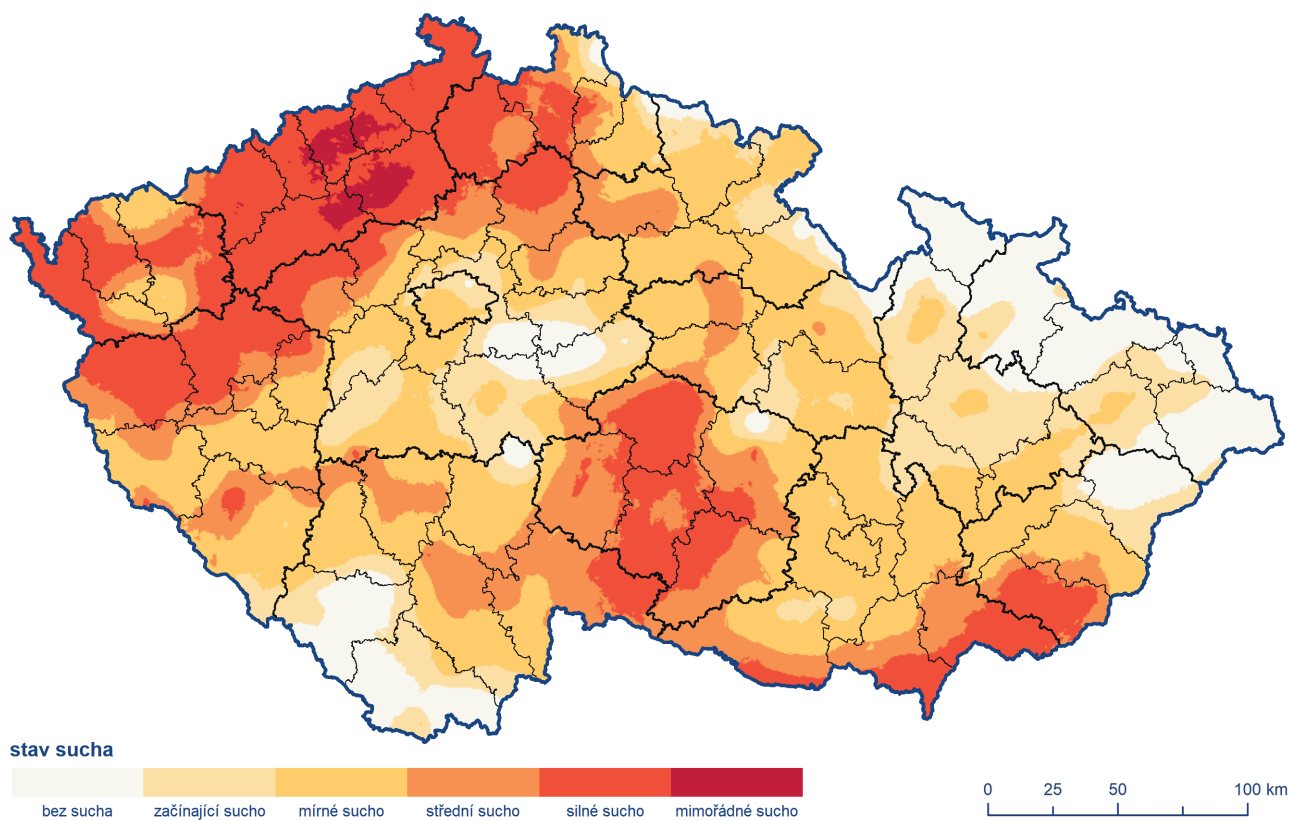 stav sucha
bez sucha začínající sucho mírné sucho střední sucho silné sucho mimořádné sucho
0 25 50 100 km